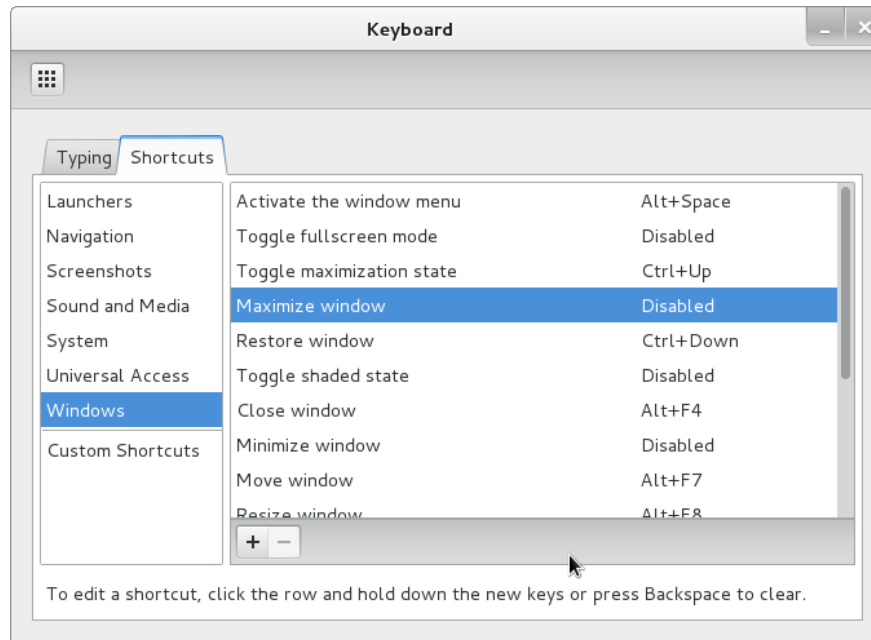 Keyboard
Typing Shortcuts
Launchers
Navigation
Screenshots
Sound and Media
System
Universal Access
Windows
Custom Shortcuts
Activate the window menu Alt+Space
Toggle fullscreen mode Disabled
Toggle maximization state Ctrl+Up
Maximize window Disabled
Restore window Ctrl+Down
Toggle shaded state Disabled
Close window Alt+F4
Minimize window Disabled
Move window Alt+F7
Resize window Alt+F8
To edit a shortcut, click the row and hold down the new keys or press Backspace to clear.